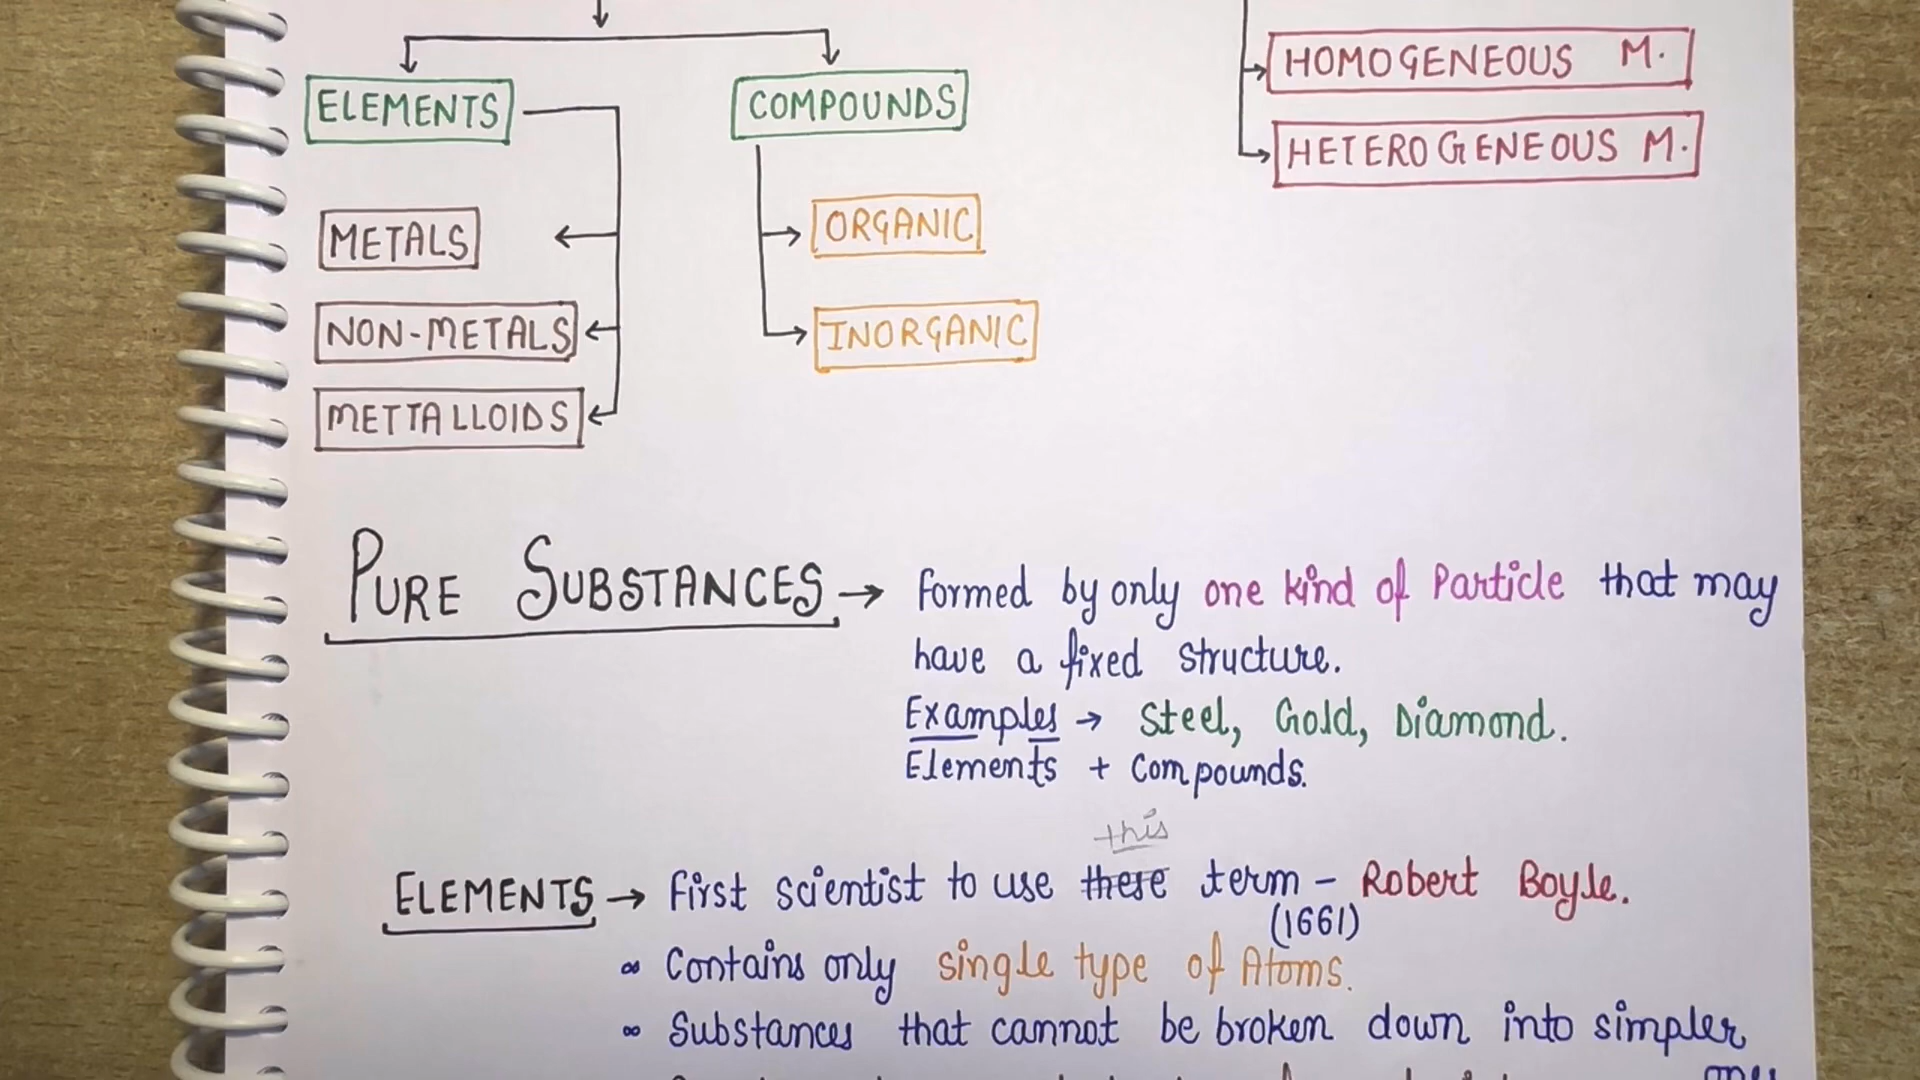 ELEMENTS
COMPOUNDS
HOMOGENEOUS M.
HETEROGENEOUS M.
METALS
ORGANIC
NON-METALS
INORGANIC
METTALLOIDS
PURE SUBSTANCES → formed by only one kind of Particle that may
have a fixed structure.
Examples → Steel, Gold, Diamond.
Elements + Compounds.
this
ELEMENTS → First scientist to use these term - Robert Boyle.
(1661)
∞ Contains only single type of Atoms.
∞ Substances that cannot be broken down into simpler